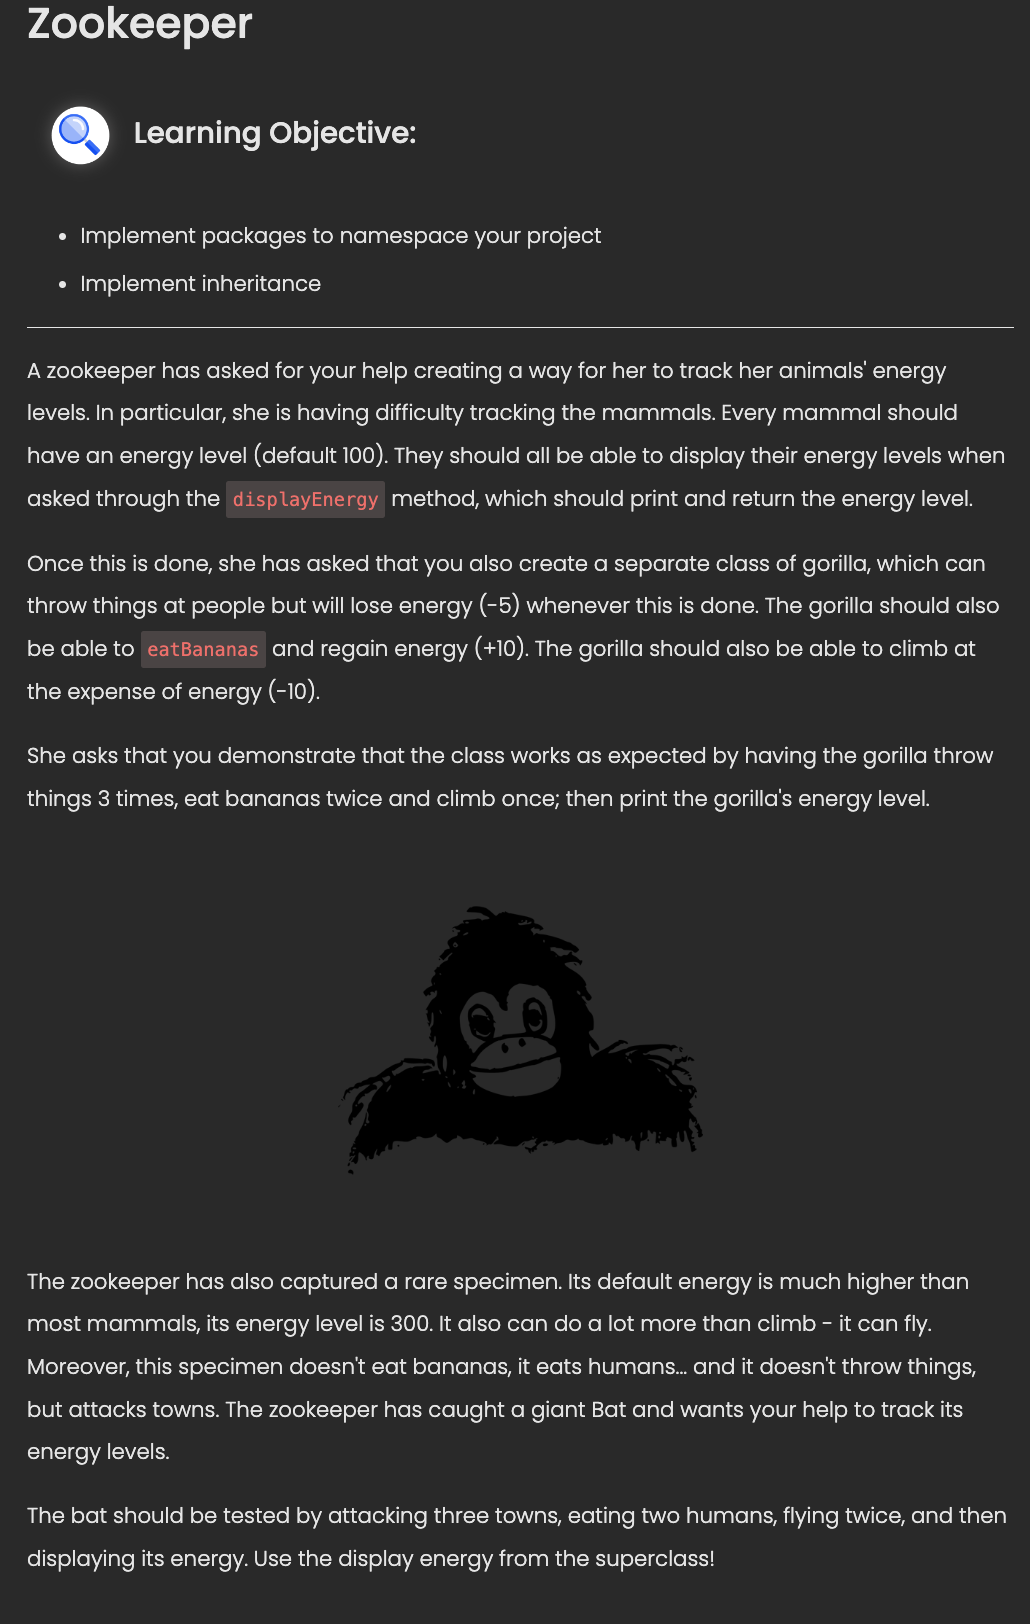 Zookeeper
Learning Objective:
• Implement packages to namespace your project
• Implement inheritance
A zookeeper has asked for your help creating a way for her to track her animals' energy
levels. In particular, she is having difficulty tracking the mammals. Every mammal should
have an energy level (default 100). They should all be able to display their energy levels when
asked through the displayEnergy method, which should print and return the energy level.
Once this is done, she has asked that you also create a separate class of gorilla, which can
throw things at people but will lose energy (-5) whenever this is done. The gorilla should also
be able to eatBananas and regain energy (+10). The gorilla should also be able to climb at
the expense of energy (-10).
She asks that you demonstrate that the class works as expected by having the gorilla throw
things 3 times, eat bananas twice and climb once; then print the gorilla's energy level.
The zookeeper has also captured a rare specimen. Its default energy is much higher than
most mammals, its energy level is 300. It also can do a lot more than climb - it can fly.
Moreover, this specimen doesn't eat bananas, it eats humans... and it doesn't throw things,
but attacks towns. The zookeeper has caught a giant Bat and wants your help to track its
energy levels.
The bat should be tested by attacking three towns, eating two humans, flying twice, and then
displaying its energy. Use the display energy from the superclass!